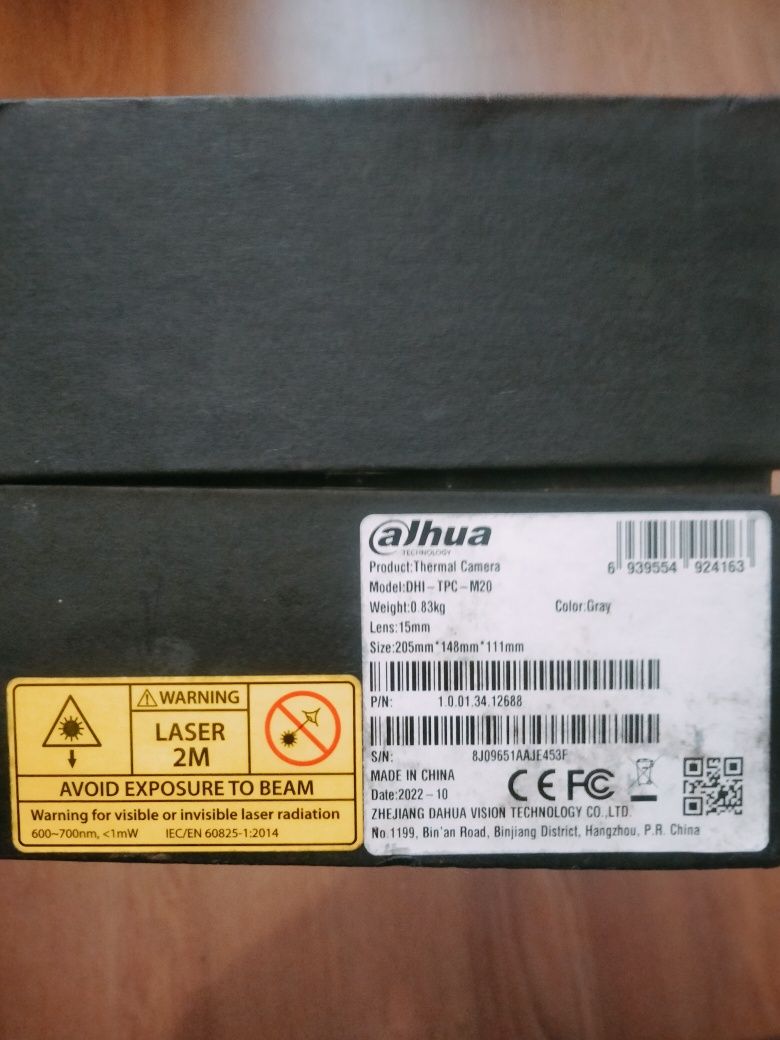 alhua
TECHNOLOGY
6 939554 924163
Product:Thermal Camera
Model:DHI-TPC-M20
Weight:0.83kg Color:Gray
Lens:15mm
Size:205mm*148mm*111mm
P/N: 1.0.01.34.12688
S/N: 8J09651AAJE453F
MADE IN CHINA
Date:2022-10
CE FC
ZHEJIANG DAHUA VISION TECHNOLOGY CO.,LTD.
No.1199, Bin'an Road, Binjiang District, Hangzhou, P.R. China
WARNING
LASER
2M
AVOID EXPOSURE TO BEAM
Warning for visible or invisible laser radiation
600~700nm, <1mW IEC/EN 60825-1:2014